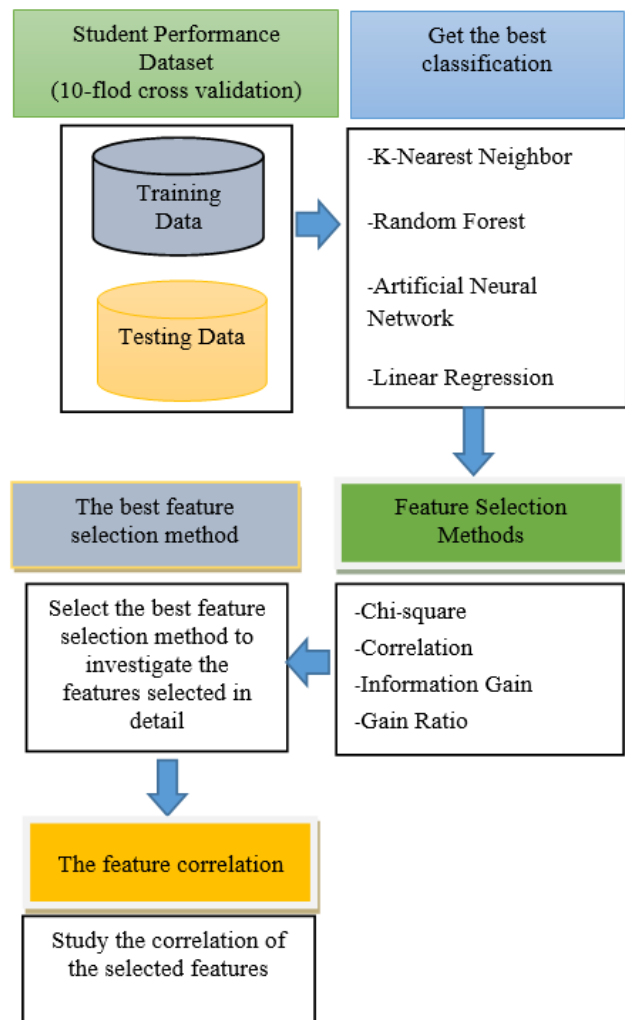 Student Performance
Dataset
(10-flod cross validation)
Get the best
classification
Training
Data
Testing Data
-K-Nearest Neighbor
-Random Forest
-Artificial Neural
Network
-Linear Regression
Feature Selection
Methods
-Chi-square
-Correlation
-Information Gain
-Gain Ratio
The best feature
selection method
Select the best feature
selection method to
investigate the
features selected in
detail
The feature correlation
Study the correlation of
the selected features